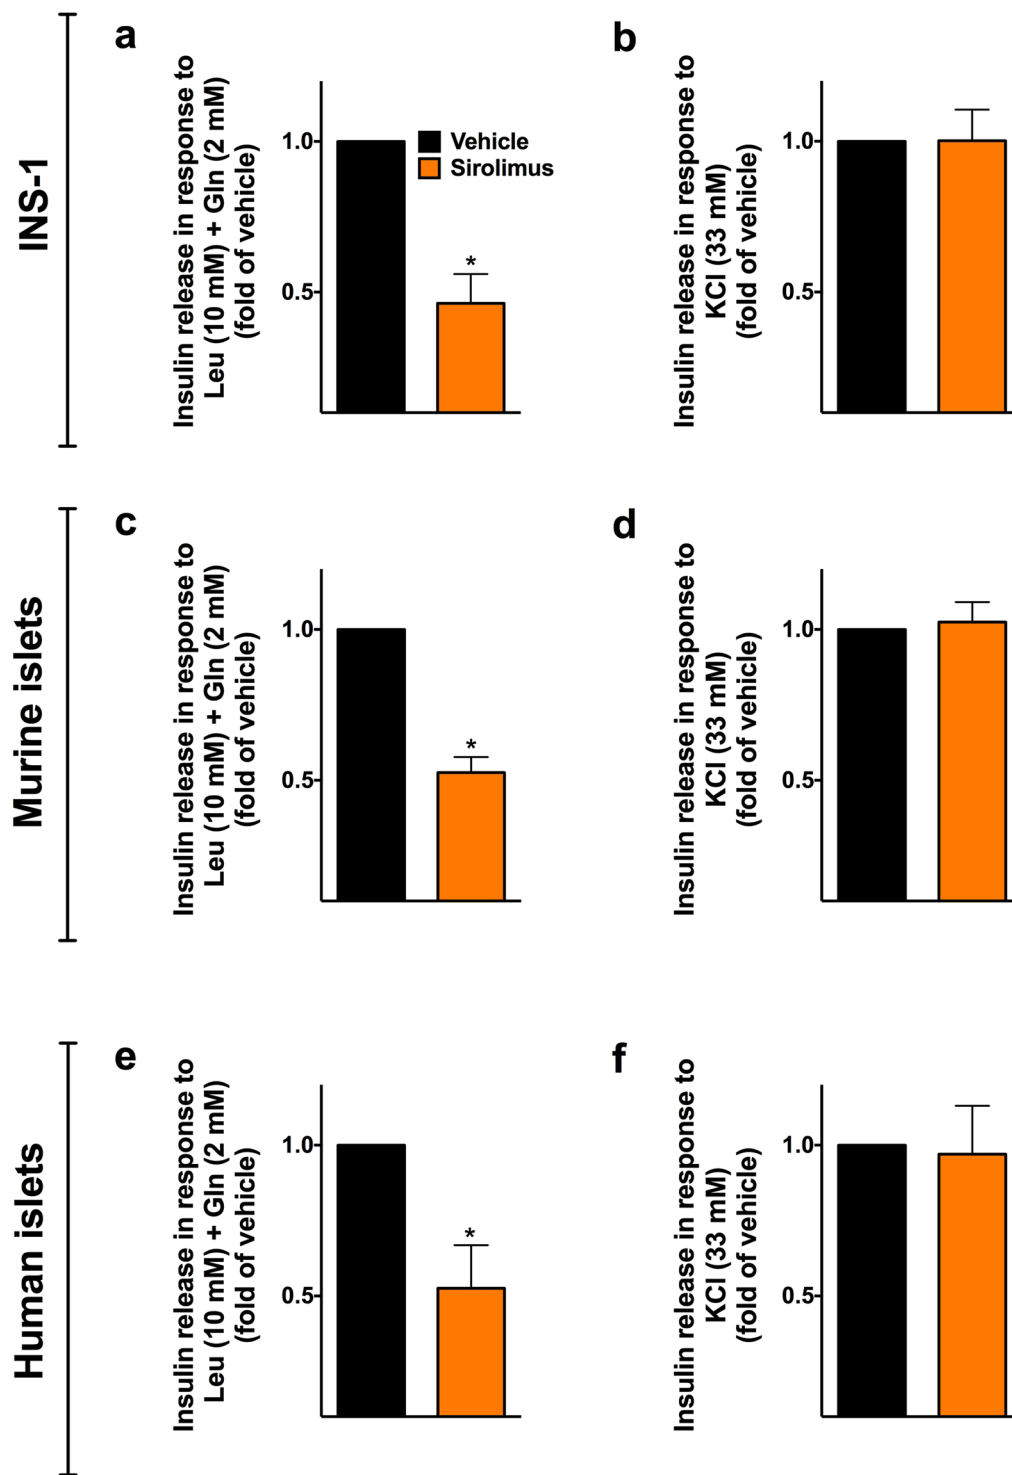 INS-1
a
Insulin release in response to
Leu (10 mM) + Gln (2 mM)
(fold of vehicle)
1.0
0.5
Vehicle
Sirolimus
*
b
Insulin release in response to
KCl (33 mM)
(fold of vehicle)
1.0
0.5
Murine islets
c
Insulin release in response to
Leu (10 mM) + Gln (2 mM)
(fold of vehicle)
1.0
0.5
*
d
Insulin release in response to
KCl (33 mM)
(fold of vehicle)
1.0
0.5
Human islets
e
Insulin release in response to
Leu (10 mM) + Gln (2 mM)
(fold of vehicle)
1.0
0.5
*
f
Insulin release in response to
KCl (33 mM)
(fold of vehicle)
1.0
0.5